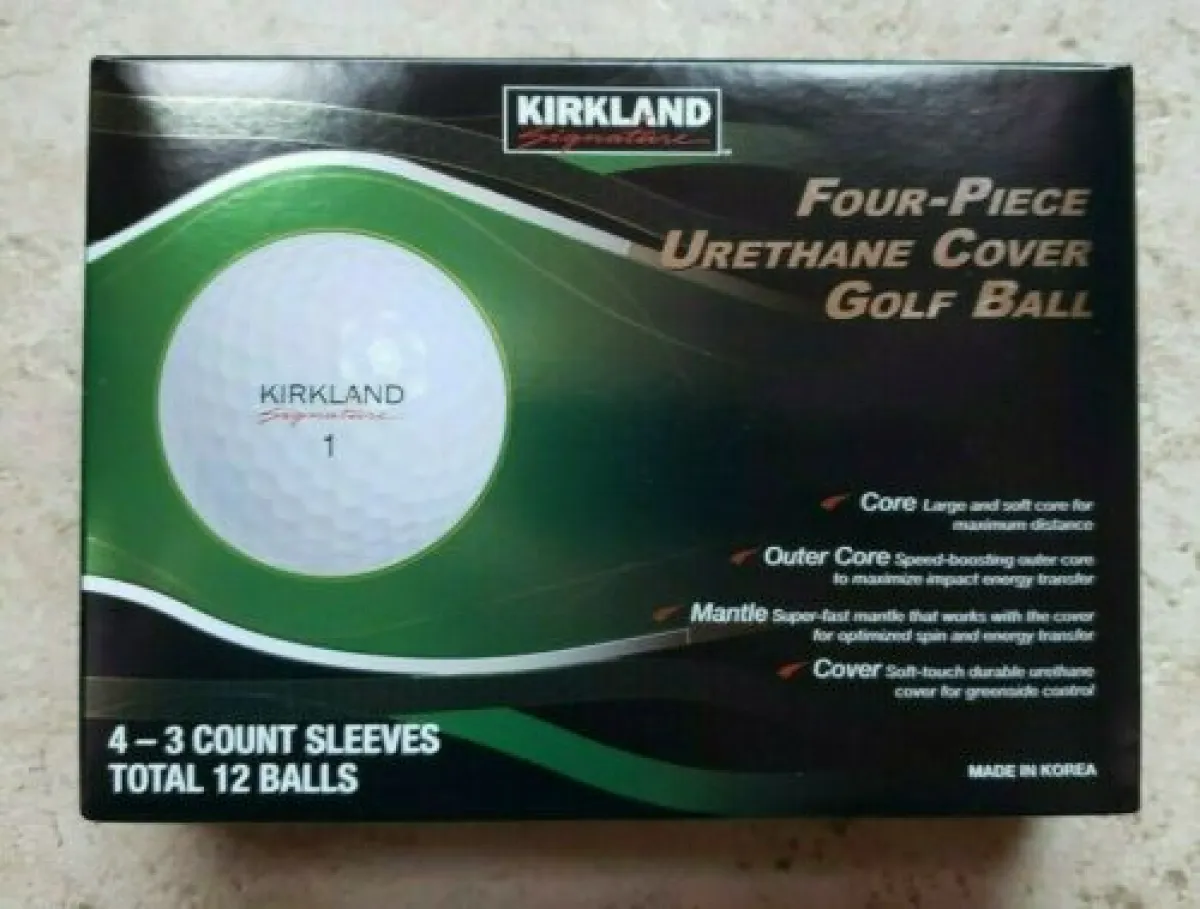 KIRKLAND
Signature
FOUR-PIECE
URETHANE COVER
GOLF BALL
KIRKLAND
Signature
1
Core Large and soft core for
maximum distance
Outer Core Speed-boosting outer core
to maximize impact energy transfer
Mantle Super-fast mantle that works with the cover
for optimized spin and energy transfer
Cover Soft-touch durable urethane
cover for greenside control
4 – 3 COUNT SLEEVES
TOTAL 12 BALLS
MADE IN KOREA